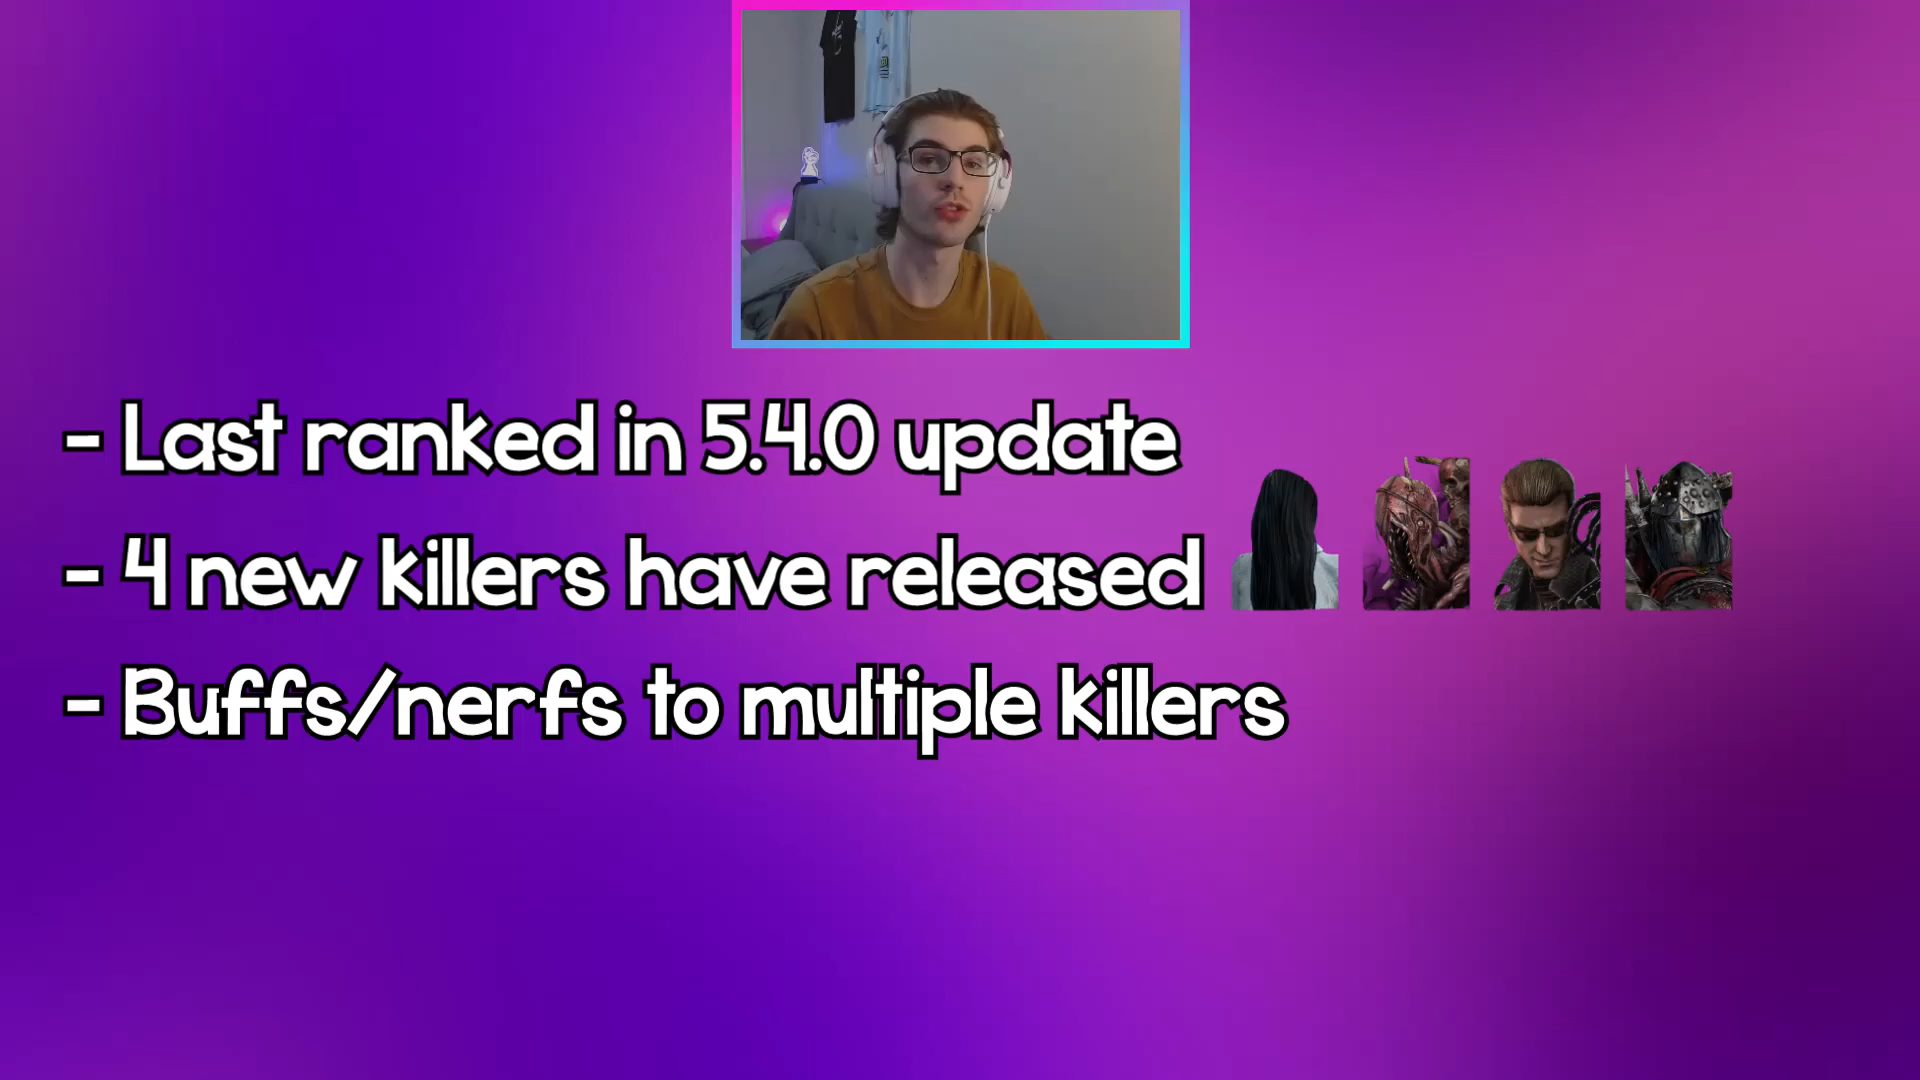 - Last ranked in 5.4.0 update
- 4 new killers have released
- Buffs/nerfs to multiple killers